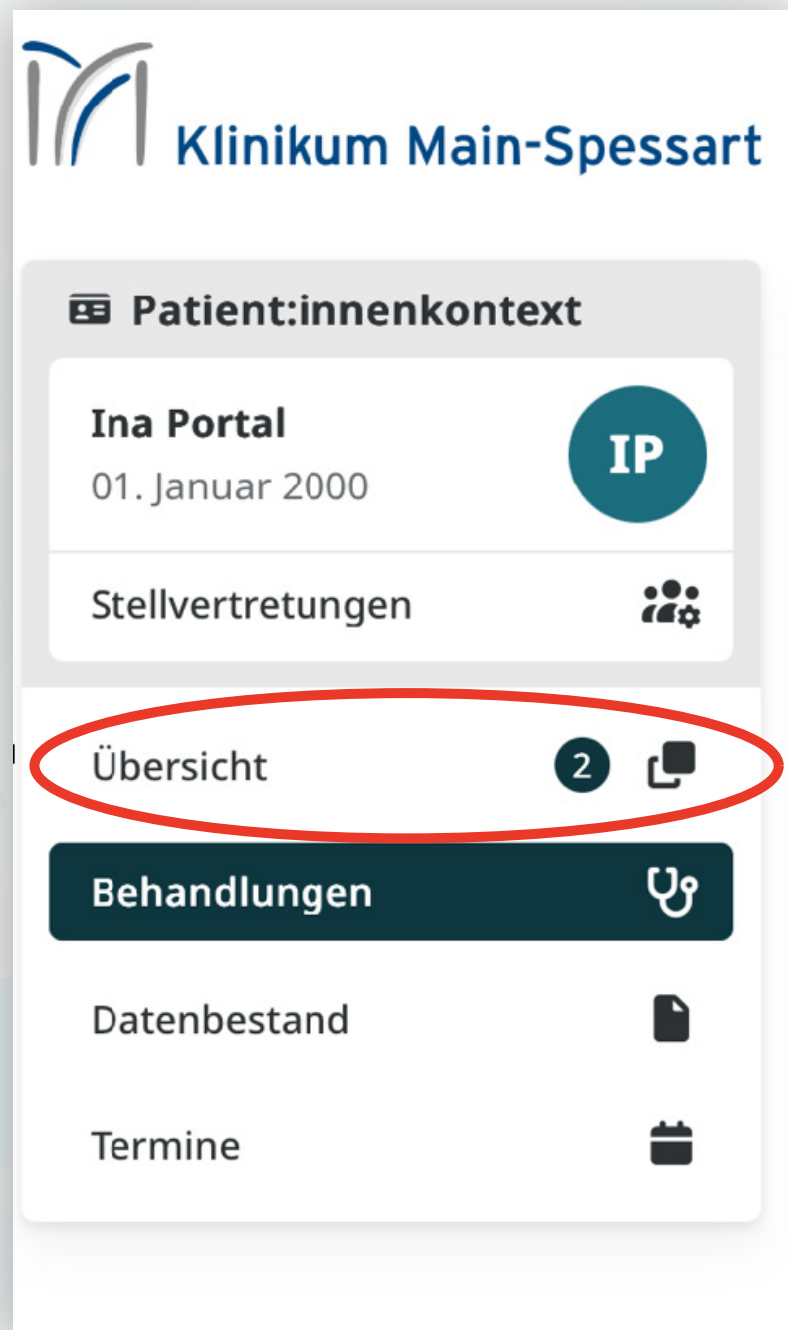 Klinikum Main-Spessart
Patient:innenkontext
Ina Portal
IP
01. Januar 2000
Stellvertretungen
Übersicht 2
Behandlungen
Datenbestand
Termine